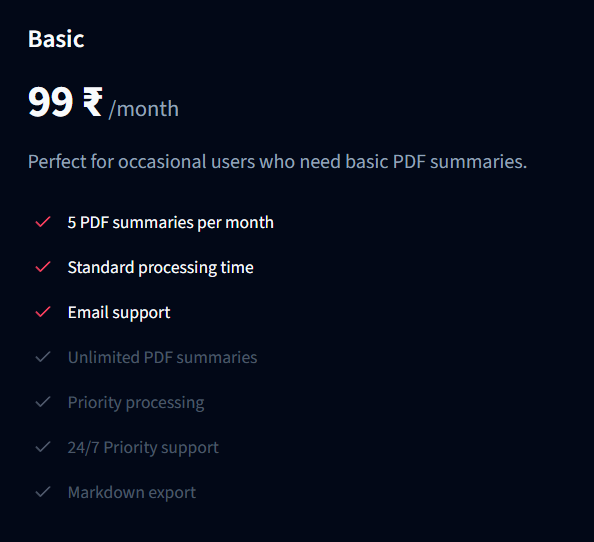 Basic
99 ₹ /month
Perfect for occasional users who need basic PDF summaries.
5 PDF summaries per month
Standard processing time
Email support
Unlimited PDF summaries
Priority processing
24/7 Priority support
Markdown export